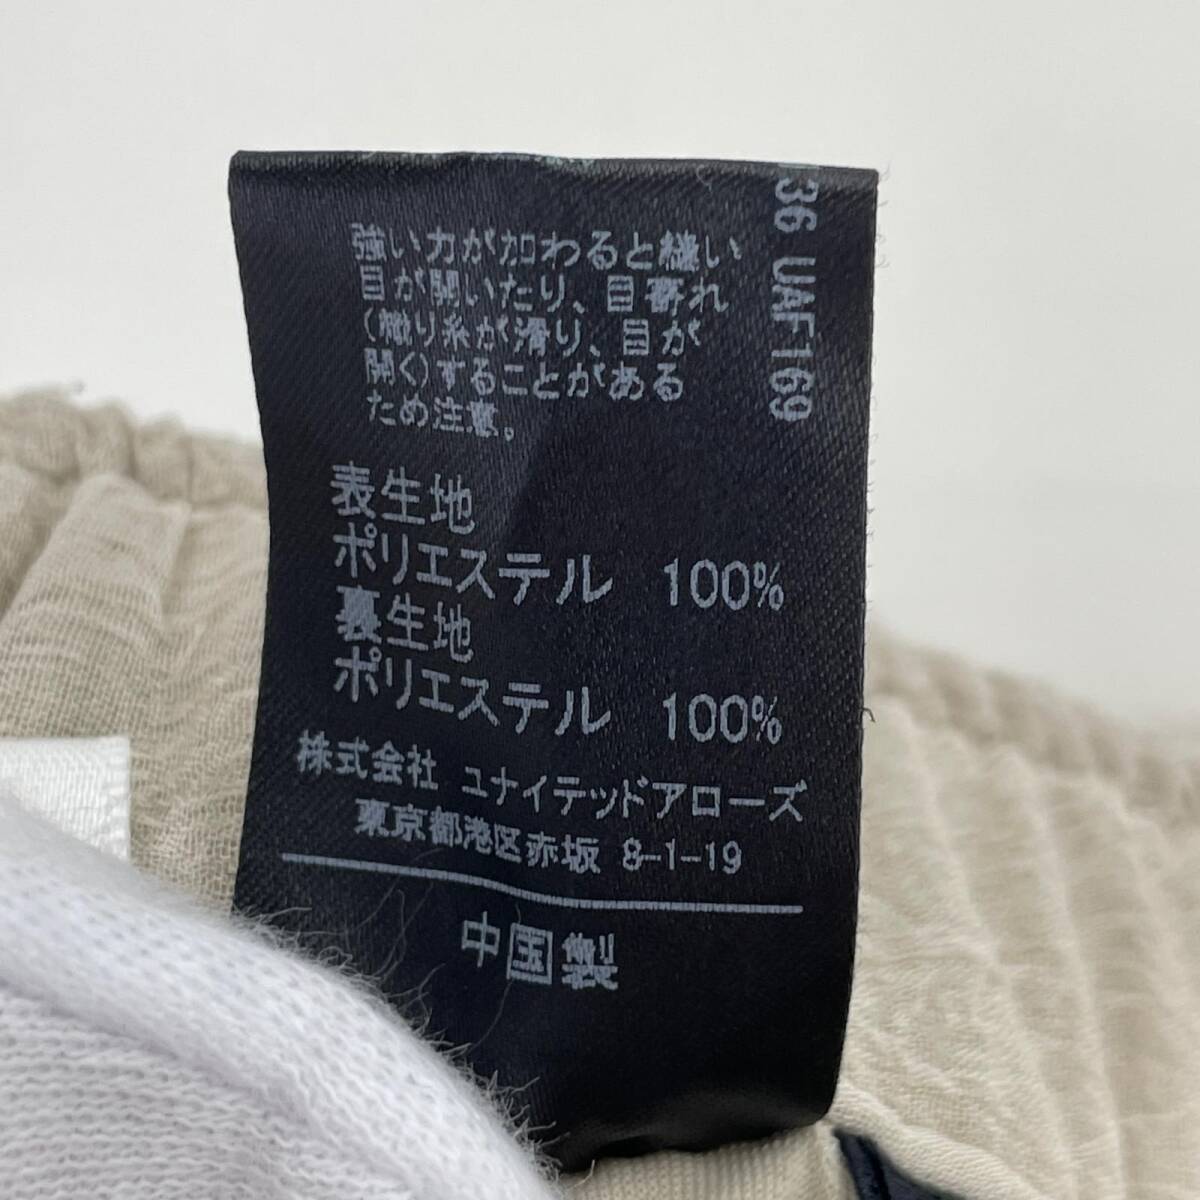 強い力が加わると縫い
目が開いたり、目寄れ
(織り糸が滑り、目が
開く)することがある
ため注意。
表生地
ポリエステル 100%
裏生地
ポリエステル 100%
株式会社 ユナイテッドアローズ
東京都港区赤坂 8-1-19
中国製
36 UAF169